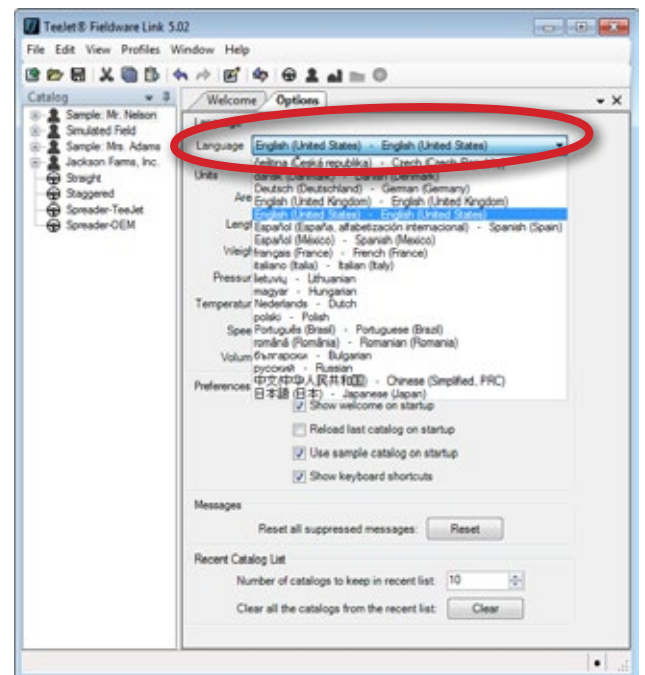 TeeJet® Fieldware Link 5.02
File Edit View Profiles Window Help
Catalog
Welcome Options
Sample: Mr. Nelson
Simulated Field
Sample: Mrs. Adams
Jackson Farms, Inc.
Straight
Staggered
Spreader-TeeJet
Spreader-OEM
Language
Language English (United States) - English (United States)
čeština (Česká republika) - Czech (Czech Republic)
Units
dansk (Danmark) - Danish (Denmark)
Deutsch (Deutschland) - German (Germany)
Are English (United Kingdom) - English (United Kingdom)
English (United States) - English (United States)
Lengt Español (España, alfabetización internacional) - Spanish (Spain)
Español (México) - Spanish (Mexico)
Weigh français (France) - French (France)
italiano (Italia) - Italian (Italy)
Pressur lietuvių - Lithuanian
magyar - Hungarian
Temperatur Nederlands - Dutch
polski - Polish
Spee Português (Brasil) - Portuguese (Brazil)
română (România) - Romanian (Romania)
Volum български - Bulgarian
русский - Russian
中文(中华人民共和国) - Chinese (Simplified, PRC)
Preferences
日本語 (日本) - Japanese (Japan)
Show welcome on startup
Reload last catalog on startup
Use sample catalog on startup
Show keyboard shortcuts
Messages
Reset all suppressed messages: Reset
Recent Catalog List
Number of catalogs to keep in recent list: 10
Clear all the catalogs from the recent list: Clear